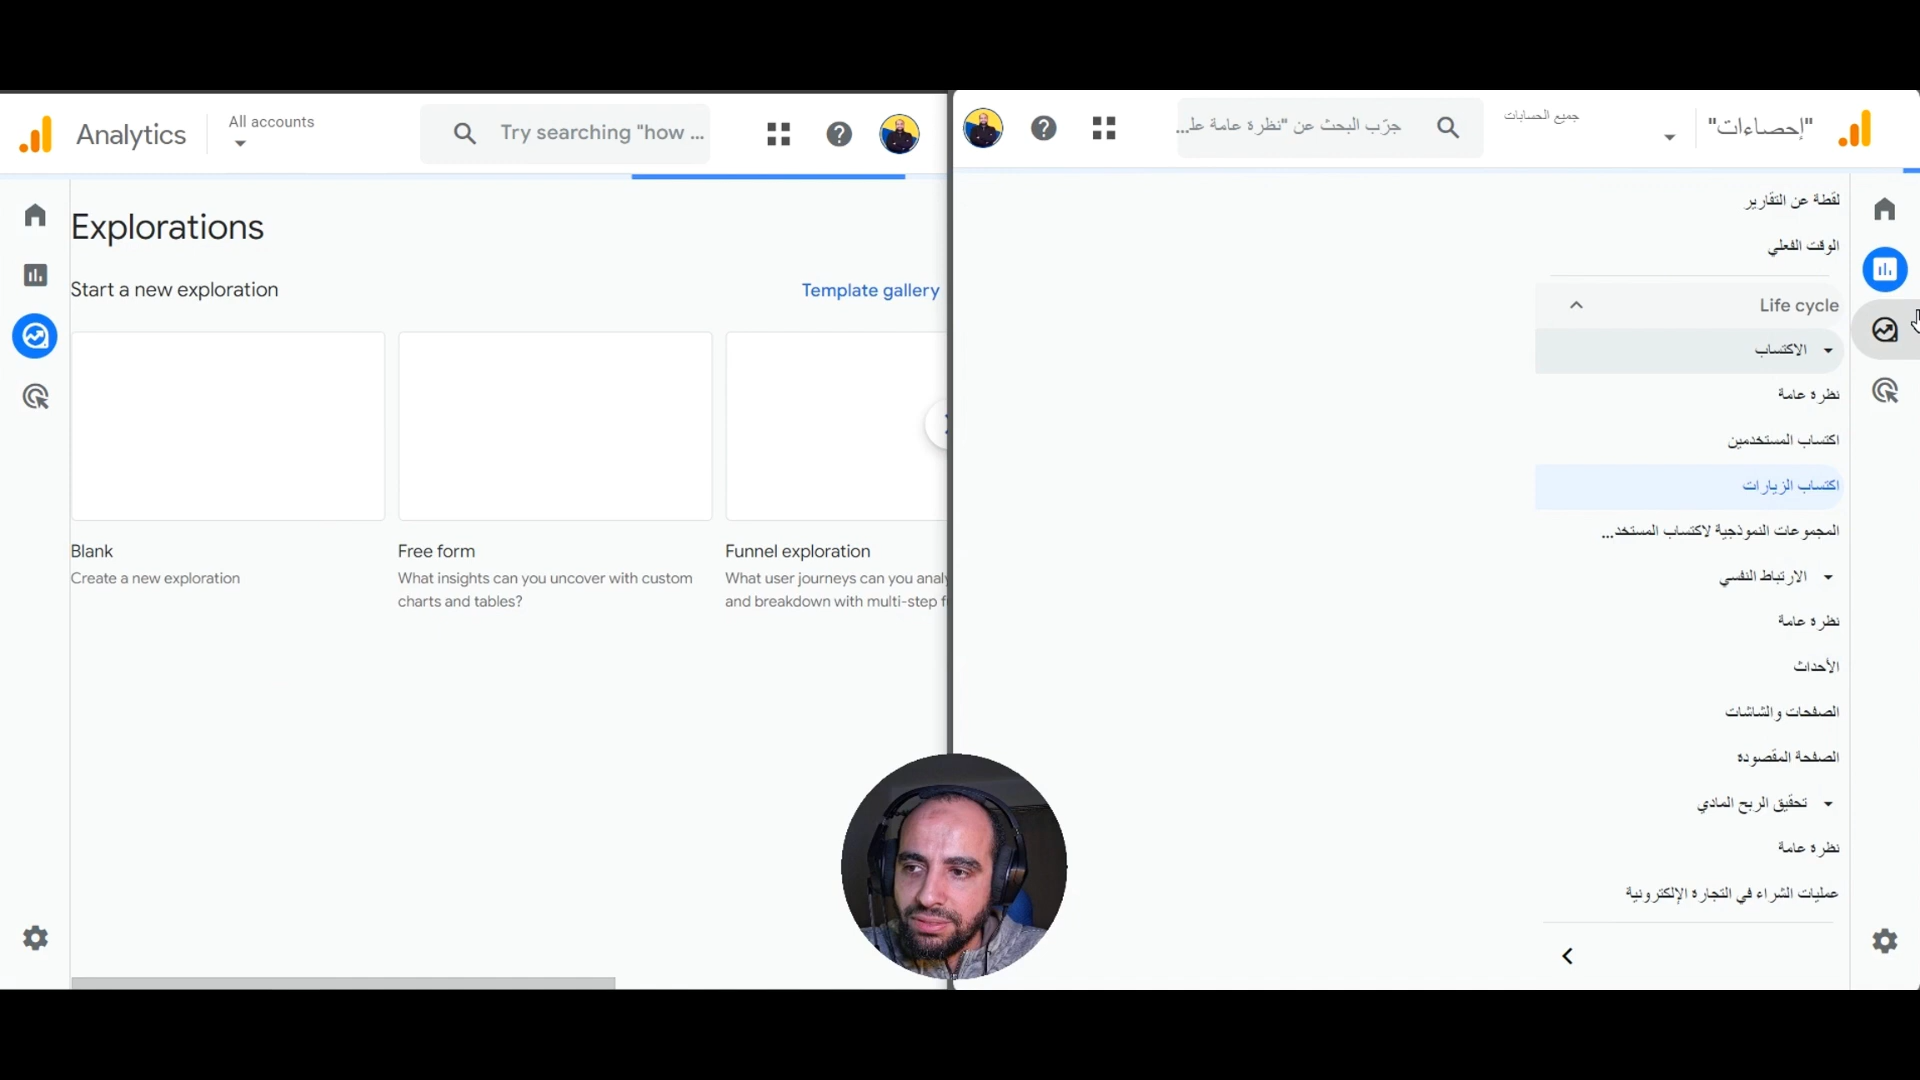 Analytics
All accounts
Try searching "how ...
Explorations
Start a new exploration
Template gallery
Blank
Create a new exploration
Free form
What insights can you uncover with custom
charts and tables?
Funnel exploration
What user journeys can you analy
and breakdown with multi-step f
"إحصاءات"
جميع الحسابات
جرّب البحث عن "نظرة عامة عل...
لقطة عن التقارير
الوقت الفعلي
Life cycle
الاكتساب
نظرة عامة
اكتساب المستخدمين
اكتساب الزيارات
المجموعات النموذجية لاكتساب المستخد...
الارتباط النفسي
نظرة عامة
الأحداث
الصفحات والشاشات
الصفحة المقصودة
تحقيق الربح المادي
نظرة عامة
عمليات الشراء في التجارة الإلكترونية